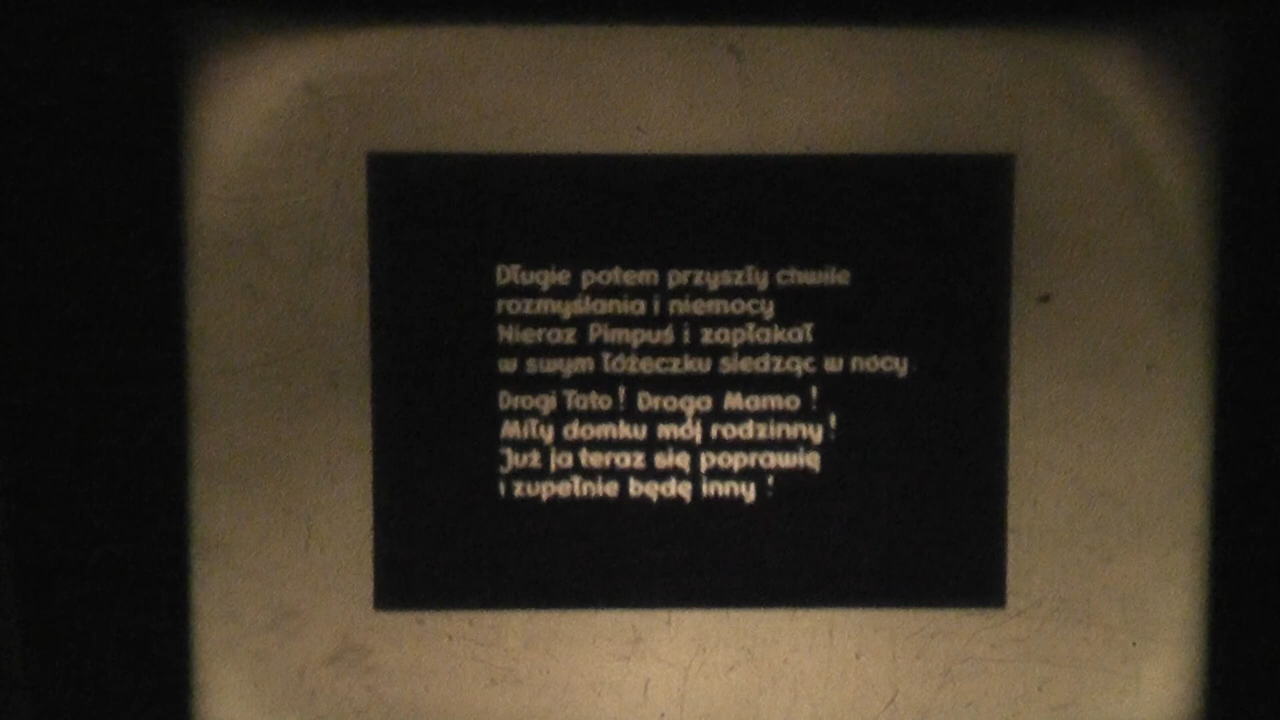 Długie potem przyszły chwile
rozmyślania i niemocy
Nieraz Pimpuś i zapłakał
w swym łóżeczku siedząc w nocy.
Drogi Tato! Droga Mamo!
Miły domku mój rodzinny!
Już ja teraz się poprawię
i zupełnie będę inny!